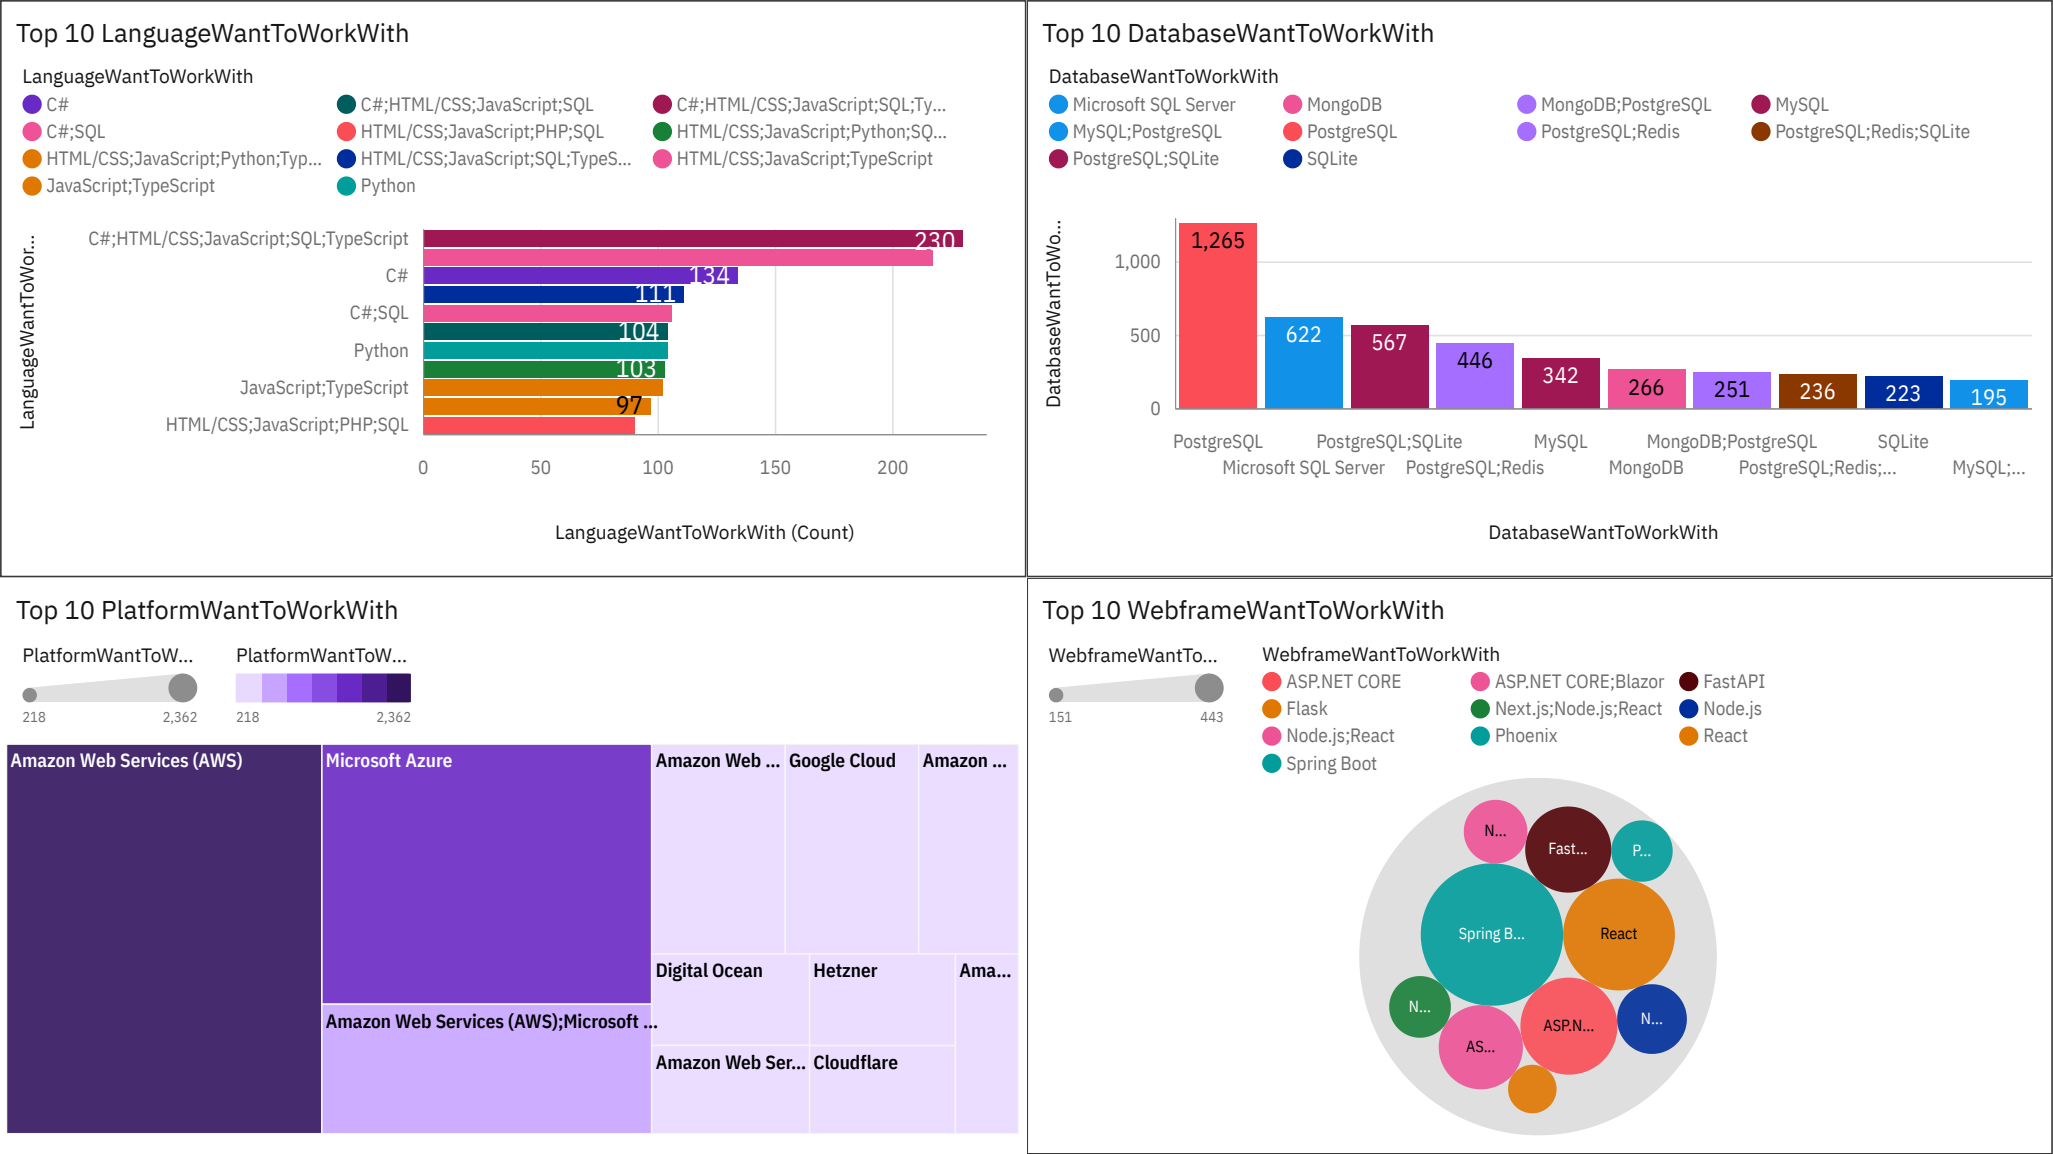 Top 10 LanguageWantToWorkWith
LanguageWantToWorkWith
C# C#;HTML/CSS;JavaScript;SQL C#;HTML/CSS;JavaScript;SQL;Ty...
C#;SQL HTML/CSS;JavaScript;PHP;SQL HTML/CSS;JavaScript;Python;SQ...
HTML/CSS;JavaScript;Python;Typ... HTML/CSS;JavaScript;SQL;TypeS... HTML/CSS;JavaScript;TypeScript
JavaScript;TypeScript Python
LanguageWantToWor...
C#;HTML/CSS;JavaScript;SQL;TypeScript 230
C# 134
111
C#;SQL
104
Python
103
JavaScript;TypeScript
97
HTML/CSS;JavaScript;PHP;SQL
0 50 100 150 200
LanguageWantToWorkWith (Count)
Top 10 DatabaseWantToWorkWith
DatabaseWantToWorkWith
Microsoft SQL Server MongoDB MongoDB;PostgreSQL MySQL
MySQL;PostgreSQL PostgreSQL PostgreSQL;Redis PostgreSQL;Redis;SQLite
PostgreSQL;SQLite SQLite
DatabaseWantToWo...
1,000
500
0
1,265 622 567 446 342 266 251 236 223 195
PostgreSQL PostgreSQL;SQLite MySQL MongoDB;PostgreSQL SQLite
Microsoft SQL Server PostgreSQL;Redis MongoDB PostgreSQL;Redis;... MySQL;...
DatabaseWantToWorkWith
Top 10 PlatformWantToWorkWith
PlatformWantToW... PlatformWantToW...
218 2,362 218 2,362
Amazon Web Services (AWS) Microsoft Azure Amazon Web ... Google Cloud Amazon ...
Digital Ocean Hetzner Ama...
Amazon Web Services (AWS);Microsoft ...
Amazon Web Ser... Cloudflare
Top 10 WebframeWantToWorkWith
WebframeWantTo... WebframeWantToWorkWith
151 443
ASP.NET CORE ASP.NET CORE;Blazor FastAPI
Flask Next.js;Node.js;React Node.js
Node.js;React Phoenix React
Spring Boot
N... Fast... P...
Spring B... React
N... ASP.N... N...
AS...